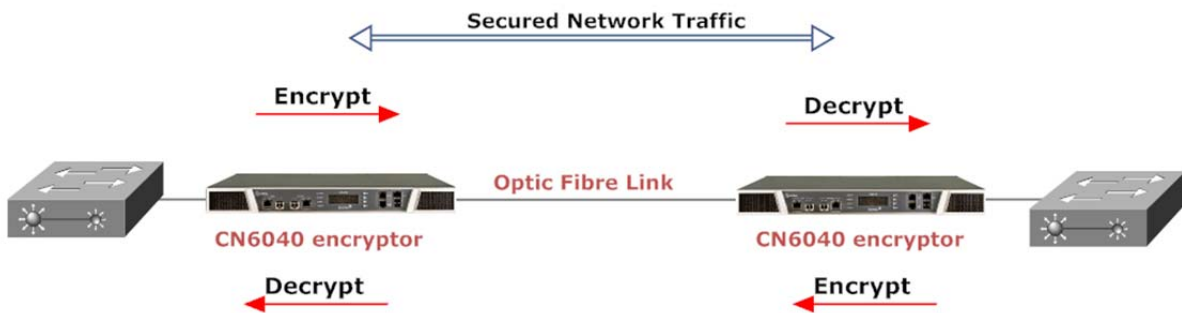 Secured Network Traffic
Encrypt
Decrypt
Optic Fibre Link
CN6040 encryptor
CN6040 encryptor
Decrypt
Encrypt